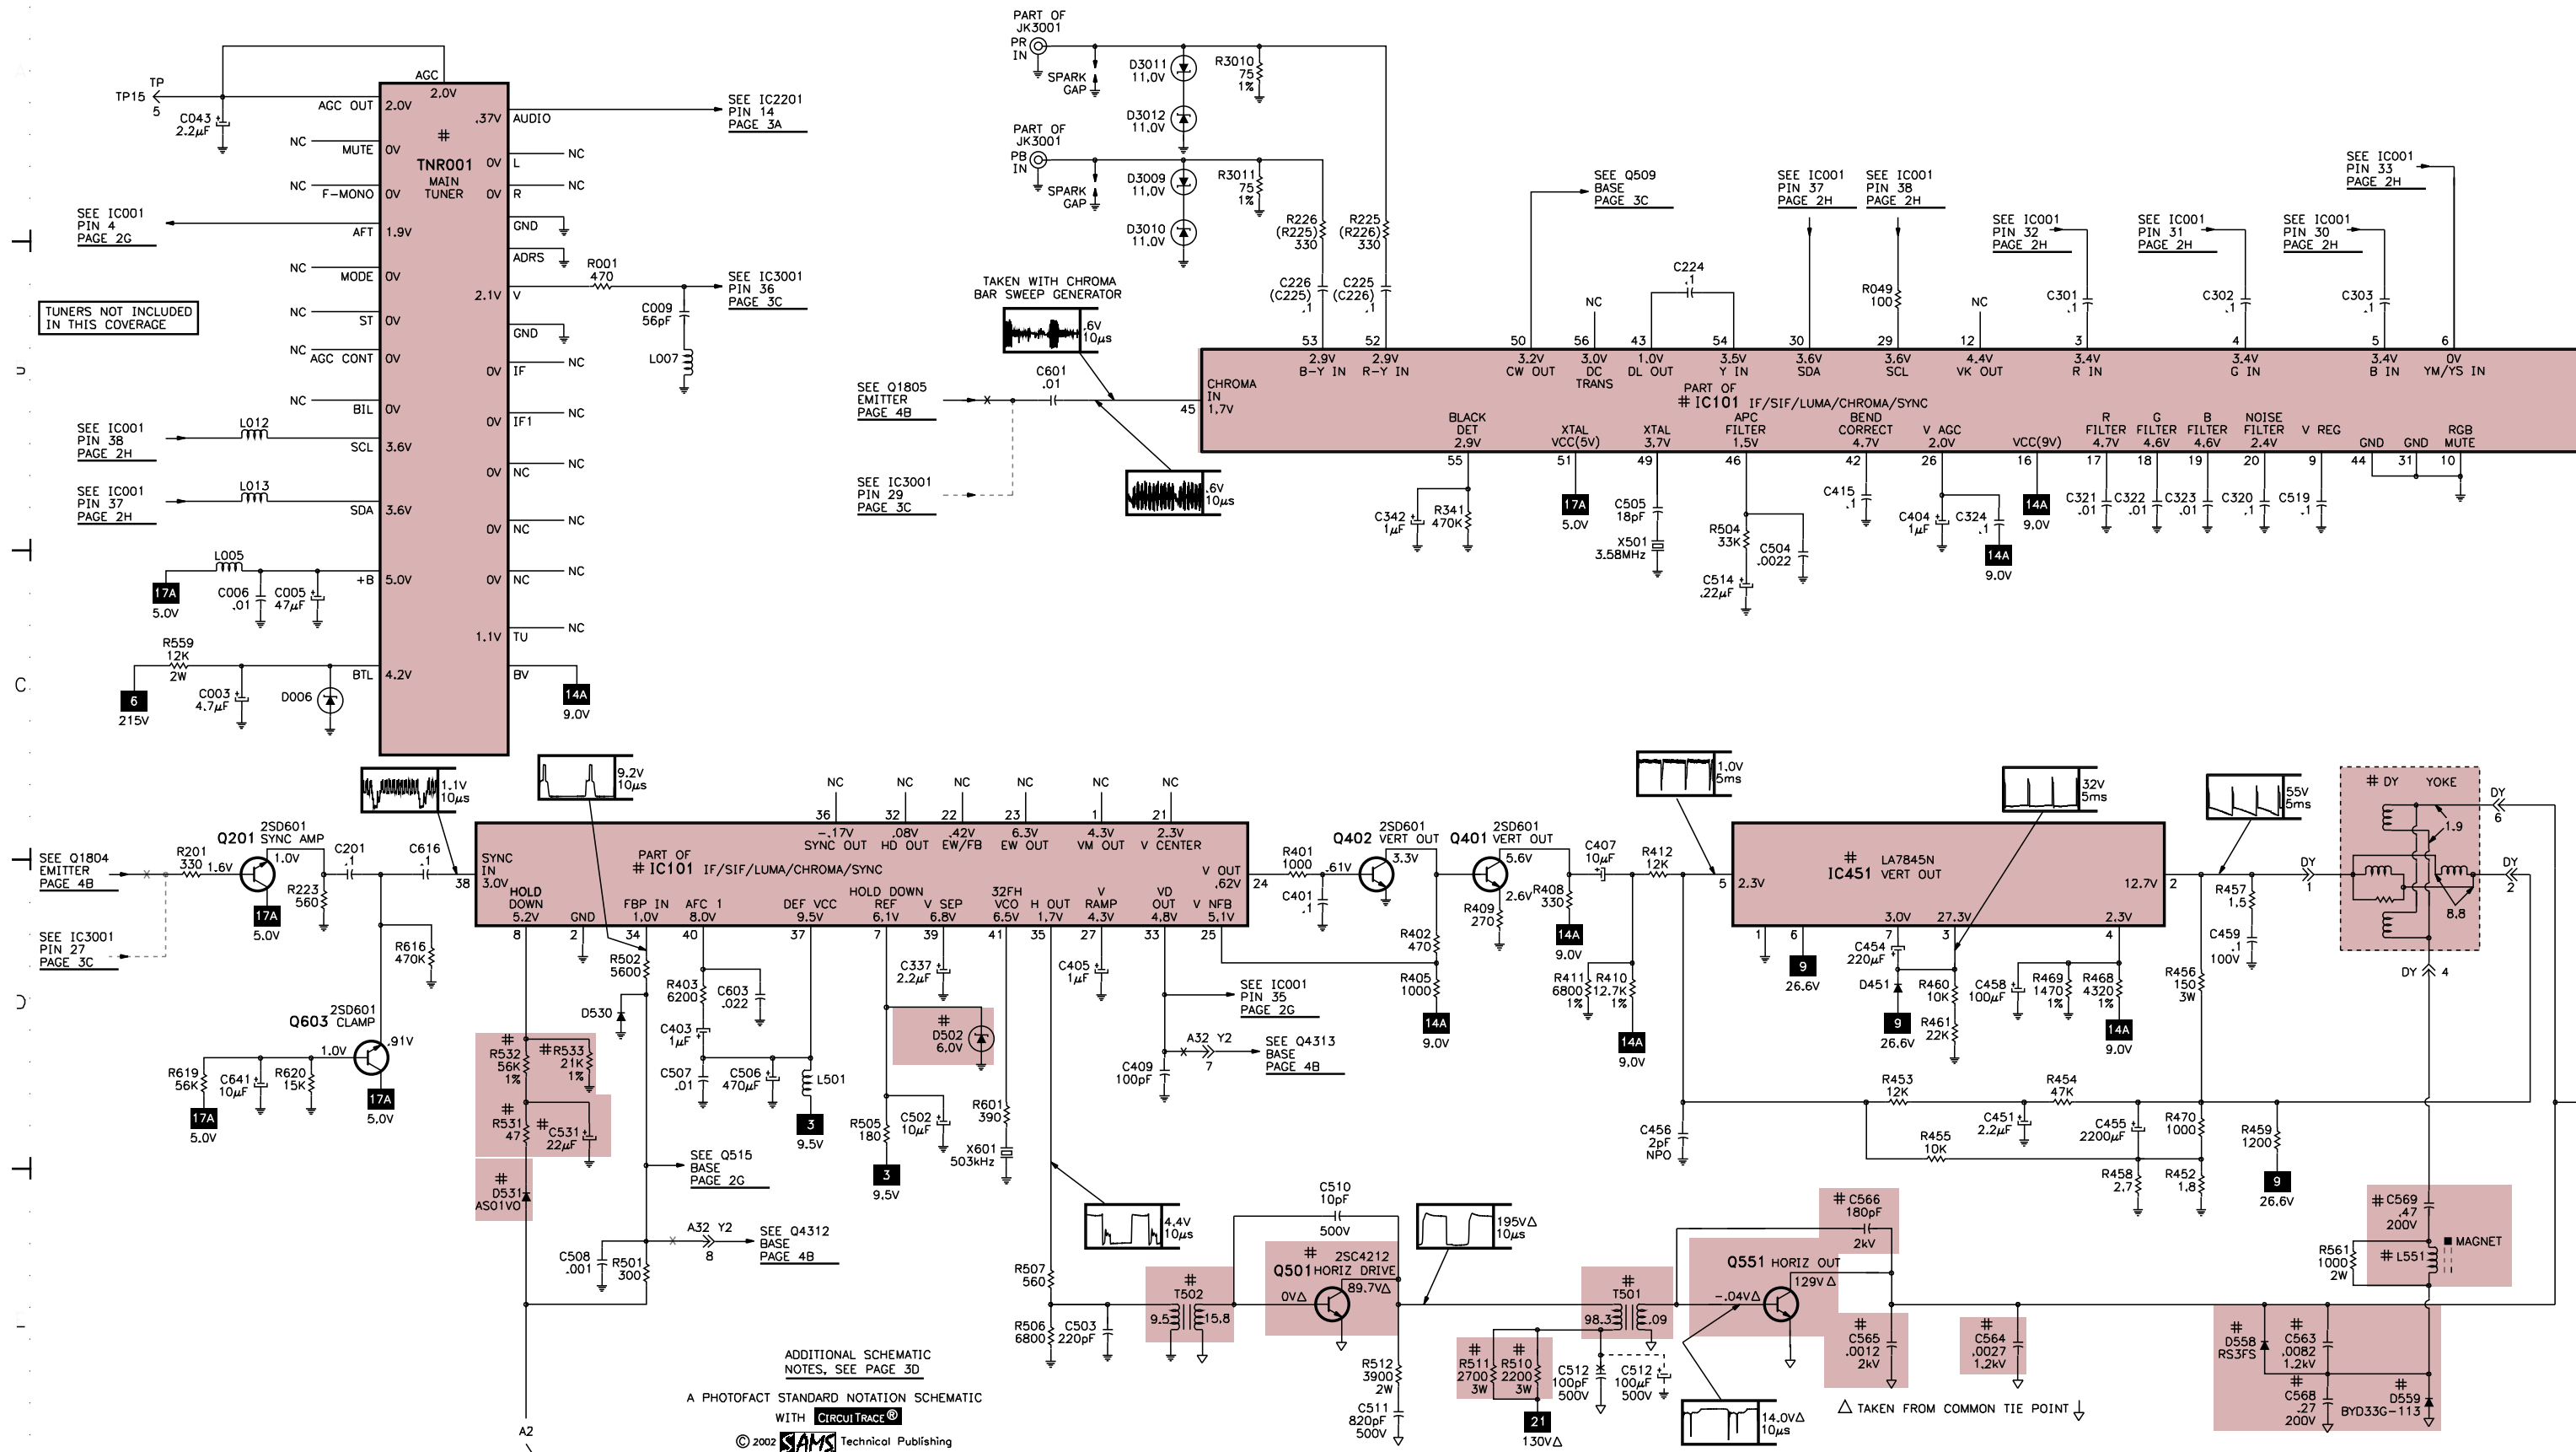 PART OF
JK3001
PR
IN
SPARK
GAP
D3011
11.0V
D3012
11.0V
R3010
75
1%
PART OF
JK3001
PB
IN
SPARK
GAP
D3009
11.0V
D3010
11.0V
R3011
75
1%
TP
TP15
5
C043
2.2µF
AGC
2.0V
AGC OUT
2.0V
#
TNR001
MAIN
TUNER
.37V
AUDIO
SEE IC2201
PIN 14
PAGE 3A
NC
MUTE
0V
0V
L
NC
NC
F-MONO
0V
0V
R
NC
SEE IC001
PIN 4
PAGE 2G
AFT
1.9V
GND
ADRS
NC
MODE
0V
2.1V
V
R001
470
SEE IC3001
PIN 36
PAGE 3C
C009
56pF
L007
TUNERS NOT INCLUDED
IN THIS COVERAGE
NC
ST
0V
GND
NC
AGC CONT
0V
0V
IF
NC
NC
BIL
0V
0V
IF1
NC
SEE IC001
PIN 38
PAGE 2H
L012
SCL
3.6V
0V
NC
NC
SEE IC001
PIN 37
PAGE 2H
L013
SDA
3.6V
0V
NC
NC
L005
17A
5.0V
C006
.01
C005
47µF
+B
5.0V
0V
NC
NC
1.1V
TU
NC
R559
12K
2W
6
215V
C003
4.7µF
D006
BTL
4.2V
BV
14A
9.0V
C
R226
(R225)
330
R225
(R226)
330
C226
(C225)
.1
C225
(C226)
.1
SEE Q509
BASE
PAGE 3C
NC
C224
.1
SEE IC001
PIN 37
PAGE 2H
SEE IC001
PIN 38
PAGE 2H
R049
100
NC
SEE IC001
PIN 32
PAGE 2H
C301
.1
SEE IC001
PIN 31
PAGE 2H
C302
.1
SEE IC001
PIN 30
PAGE 2H
C303
.1
SEE IC001
PIN 33
PAGE 2H
TAKEN WITH CHROMA
BAR SWEEP GENERATOR
.6V
10µs
SEE Q1805
EMITTER
PAGE 4B
C601
.01
SEE IC3001
PIN 29
PAGE 3C
.6V
10µs
53 52 50 56 43 54 30 29 12 3 4 5 6
2.9V 2.9V 3.2V 3.0V 1.0V 3.5V 3.6V 3.6V 4.4V 3.4V 3.4V 3.4V 0V
B-Y IN R-Y IN CW OUT DC TRANS DL OUT Y IN SDA SCL VK OUT R IN G IN B IN YM/YS IN
CHROMA
IN
1.7V
45
PART OF
# IC101 IF/SIF/LUMA/CHROMA/SYNC
BLACK
DET
2.9V
XTAL
VCC(5V)
XTAL
3.7V
APC
FILTER
1.5V
BEND
CORRECT
4.7V
V AGC
2.0V
VCC(9V)
R
FILTER
4.7V
G
FILTER
4.6V
B
FILTER
4.6V
NOISE
FILTER
2.4V
V REG
GND
GND
RGB
MUTE
55 51 49 46 42 26 16 17 18 19 20 9 44 31 10
C342
1µF
R341
470K
17A
5.0V
C505
18pF
X501
3.58MHz
R504
33K
C514
.22µF
C504
.0022
C415
.1
C404
1µF
C324
.1
14A
9.0V
14A
9.0V
C321
.01
C322
.01
C323
.01
C320
.1
C519
.1
1.1V
10µs
9.2V
10µs
SEE Q1804
EMITTER
PAGE 4B
R201
330
1.6V
Q201
2SD601
SYNC AMP
1.0V
17A
5.0V
R223
560
C201
.1
C616
.1
38
SEE IC3001
PIN 27
PAGE 3C
R616
470K
Q603
2SD601
CLAMP
.91V
1.0V
17A
5.0V
R619
56K
17A
5.0V
C641
10µF
R620
15K
NC NC NC NC NC NC
36 32 22 23 1 21
-.17V .08V .42V 6.3V 4.3V 2.3V
SYNC OUT HD OUT EW/FB EW OUT VM OUT V CENTER
SYNC
IN
3.0V
PART OF
# IC101 IF/SIF/LUMA/CHROMA/SYNC
V OUT
.62V
24
HOLD
DOWN
5.2V
GND
FBP IN
1.0V
AFC 1
8.0V
DEF VCC
9.5V
HOLD DOWN
REF
6.1V
V SEP
6.8V
32FH
VCO
6.5V
H OUT
1.7V
V
RAMP
4.3V
VD
OUT
4.8V
V NFB
5.1V
8 2 34 40 37 7 39 41 35 27 33 25
R502
5600
D530
R403
6200
C603
.022
C403
1µF
C507
.01
C506
470µF
L501
3
9.5V
#
R532
56K
1%
#R533
21K
1%
#
R531
47
#
C531
22µF
#
D531
AS01VO
C337
2.2µF
#
D502
6.0V
R505
180
C502
10µF
3
9.5V
R601
390
X601
503kHz
C405
1µF
SEE IC001
PIN 35
PAGE 2G
A32 Y2
7
SEE Q4313
BASE
PAGE 4B
C409
100pF
SEE Q515
BASE
PAGE 2G
A32 Y2
8
SEE Q4312
BASE
PAGE 4B
C508
.001
R501
300
A2
R401
1000
C401
.1
.61V
Q402
2SD601
VERT OUT
3.3V
R402
470
R405
1000
14A
9.0V
Q401
2SD601
VERT OUT
5.6V
2.6V
R409
270
R408
330
14A
9.0V
C407
10µF
R412
12K
R411
6800
1%
R410
12.7K
1%
14A
9.0V
1.0V
5ms
32V
5ms
55V
5ms
5
2.3V
#
IC451
LA7845N
VERT OUT
12.7V
2
3.0V 27.3V 2.3V
1 6 7 3 4
9
26.6V
C454
220µF
D451
9
26.6V
R460
10K
R461
22K
C458
100µF
R469
1470
1%
R468
4320
1%
14A
9.0V
R456
150
3W
R457
1.5
C459
.1
100V
DY
1
# DY YOKE
1.9
8.8
DY
6
DY
2
DY 4
C456
2pF
NPO
R453
12K
R454
47K
C451
2.2µF
C455
2200µF
R470
1000
R455
10K
R458
2.7
R452
1.8
R459
1200
9
26.6V
4.4V
10µs
R507
560
R506
6800
C503
220pF
#
T502
9.5
15.8
C510
10pF
500V
#
2SC4212
Q501 HORIZ DRIVE
89.7V△
0V△
195V△
10µs
R512
3900
2W
C511
820pF
500V
#
R511
2700
3W
#
R510
2200
3W
21
130V△
C512
100pF
500V
C512
100µF
500V
#
T501
98.3
.09
# C566
180pF
2kV
Q551 HORIZ OUT
129V△
-.04V△
14.0V△
10µs
#
C565
.0012
2kV
#
C564
.0027
1.2kV
△ TAKEN FROM COMMON TIE POINT
# C569
.47
200V
R561
1000
2W
# L551
MAGNET
#
D558
RS3FS
#
C563
.0082
1.2kV
#
C568
.27
200V
#
D559
BYD33G-113
ADDITIONAL SCHEMATIC
NOTES, SEE PAGE 3D
A PHOTOFACT STANDARD NOTATION SCHEMATIC
WITH CIRCUITRACE®
© 2002 SAMS Technical Publishing